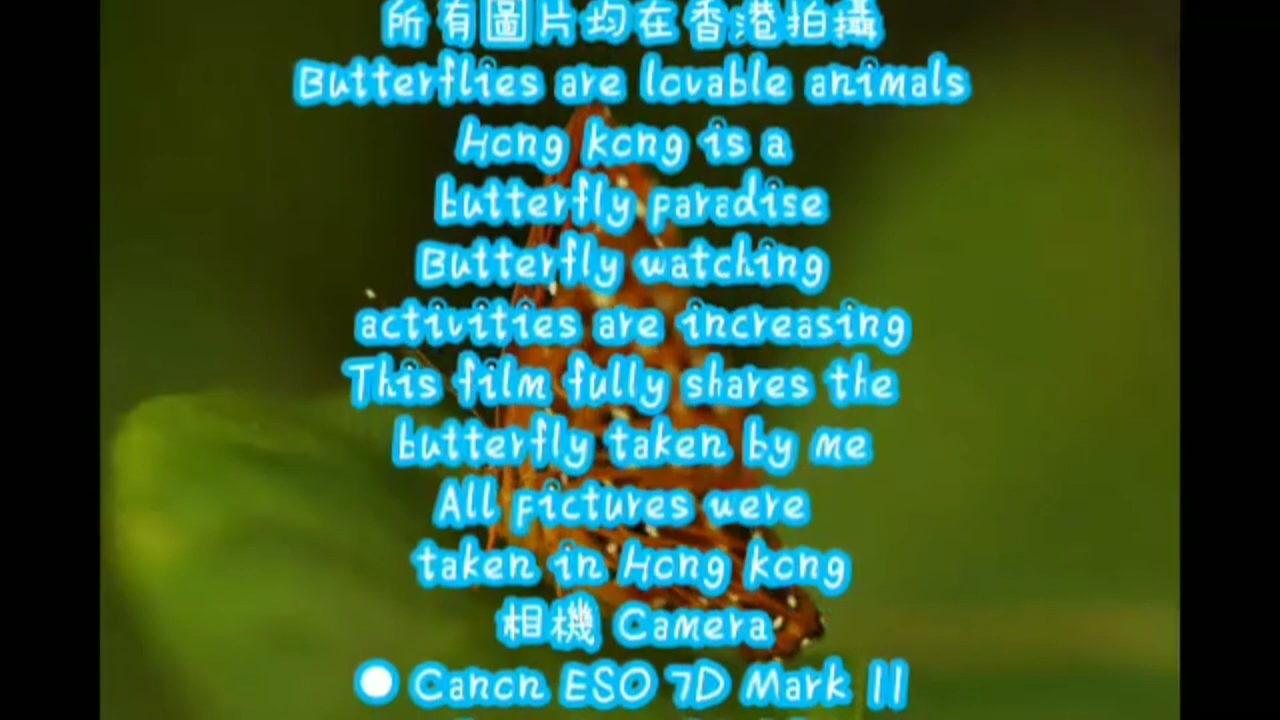 所有圖片均在香港拍攝
Butterflies are lovable animals
Hong kong is a
butterfly paradise
Butterfly watching
activities are increasing
This film fully shares the
butterfly taken by me
All pictures were
taken in Hong kong
相機 Camera
● Canon ESO 7D Mark II